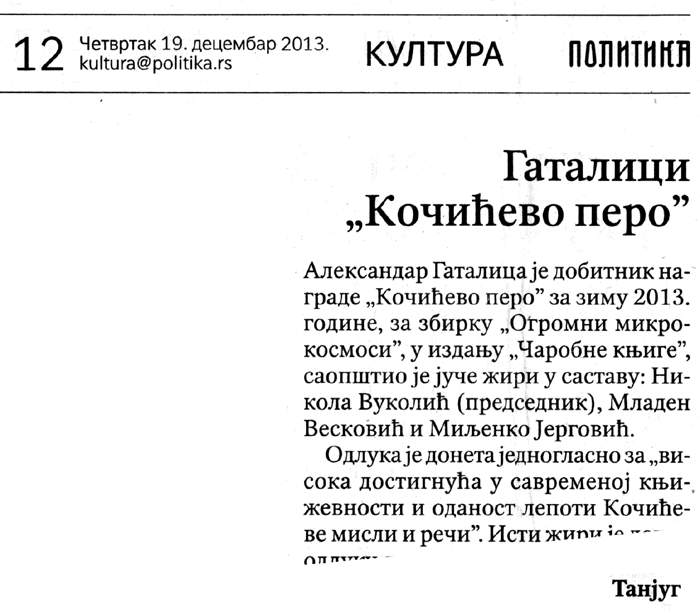 12
Четвртак 19. децембар 2013.
kultura@politika.rs
КУЛТУРА
ПОЛИТИКА
Гаталици
„Кочићево перо”
Александар Гаталица је добитник на-
граде „Кочићево перо” за зиму 2013.
године, за збирку „Огромни микро-
космоси”, у издању „Чаробне књиге”,
саопштио је јуче жири у саставу: Ни-
кола Вуколић (председник), Младен
Весковић и Миљенко Јерговић.
Одлука је донета једногласно за „ви-
сока достигнућа у савременој књи-
жевности и оданост лепоти Кочиће-
ве мисли и речи”. Исти жири је
Танјуг